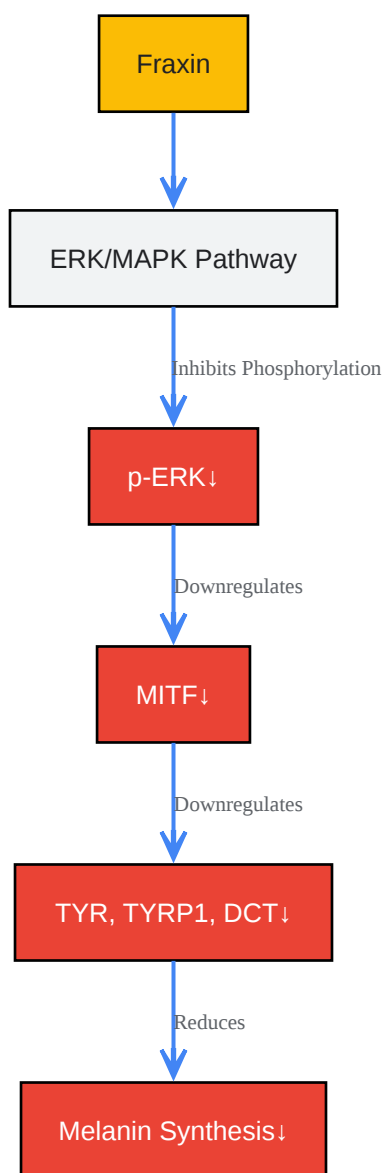 Fraxin
ERK/MAPK Pathway
Inhibits Phosphorylation
p-ERK↓
Downregulates
MITF↓
Downregulates
TYR, TYRP1, DCT↓
Reduces
Melanin Synthesis↓